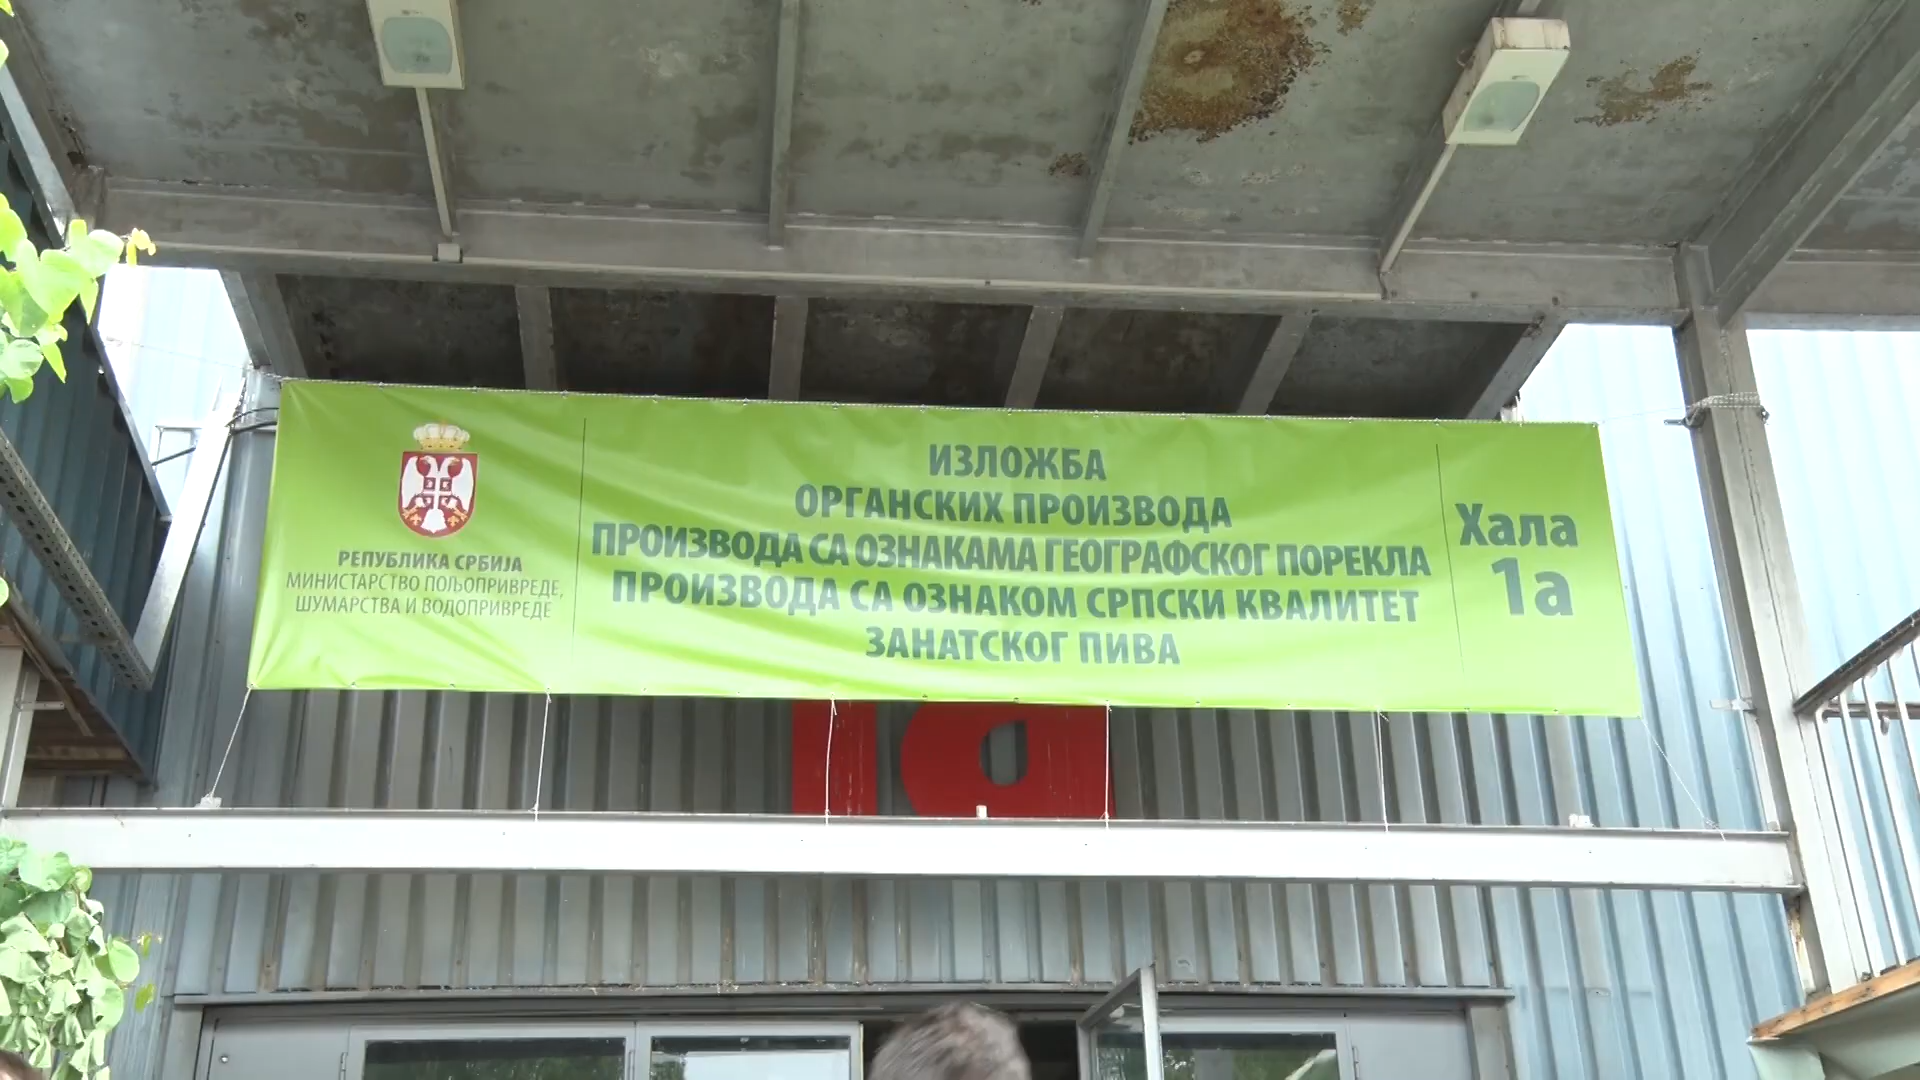 РЕПУБЛИКА СРБИЈА
МИНИСТАРСТВО ПОЉОПРИВРЕДЕ,
ШУМАРСТВА И ВОДОПРИВРЕДЕ
ИЗЛОЖБА
ОРГАНСКИХ ПРОИЗВОДА
ПРОИЗВОДА СА ОЗНАКАМА ГЕОГРАФСКОГ ПОРЕКЛА
ПРОИЗВОДА СА ОЗНАКОМ СРПСКИ КВАЛИТЕТ
ЗАНАТСКОГ ПИВА
Хала
1а
1a